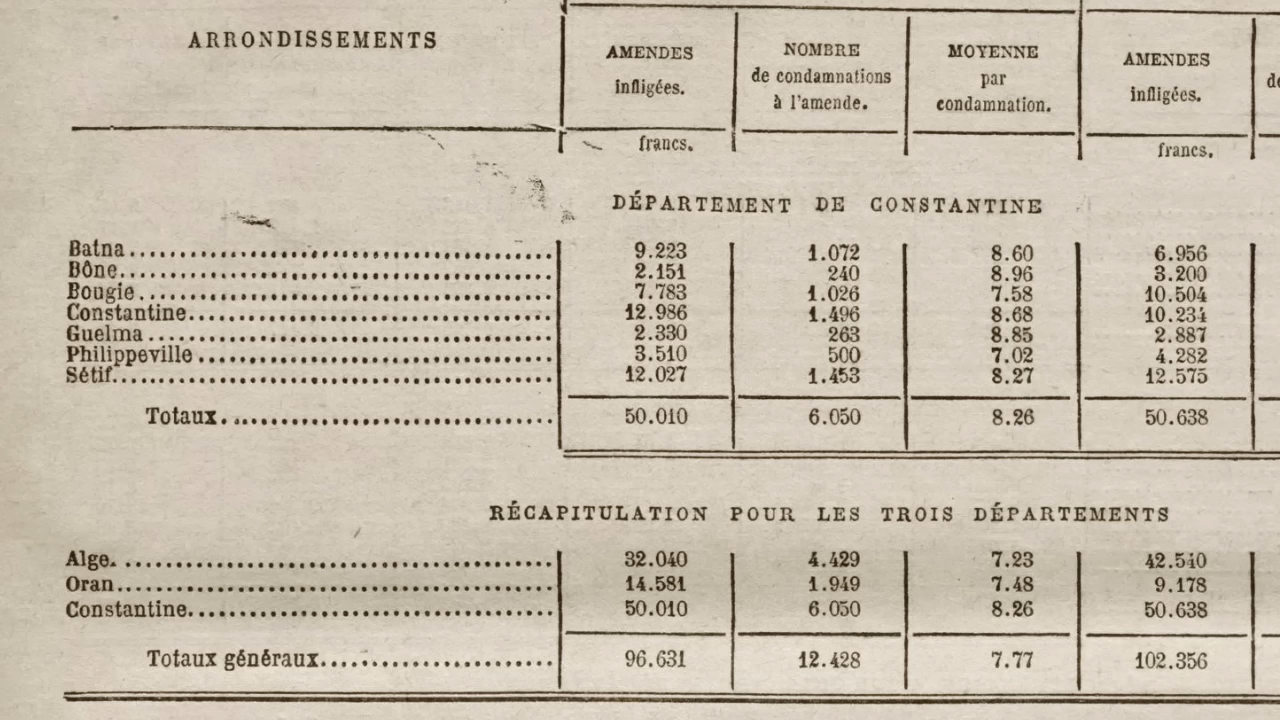 ARRONDISSEMENTS
AMENDES infligées. NOMBRE de condamnations à l'amende. MOYENNE par condamnation. AMENDES infligées.
francs. francs.
DÉPARTEMENT DE CONSTANTINE
Batna 9.223 1.072 8.60 6.956
Bône 2.151 240 8.96 3.200
Bougie 7.783 1.026 7.58 10.504
Constantine 12.986 1.496 8.68 10.234
Guelma 2.330 263 8.85 2.887
Philippeville 3.510 500 7.02 4.282
Sétif 12.027 1.453 8.27 12.575
Totaux 50.010 6.050 8.26 50.638
RÉCAPITULATION POUR LES TROIS DÉPARTEMENTS
Alge. 32.040 4.429 7.23 42.540
Oran 14.581 1.949 7.48 9.178
Constantine 50.010 6.050 8.26 50.638
Totaux généraux 96.631 12.428 7.77 102.356